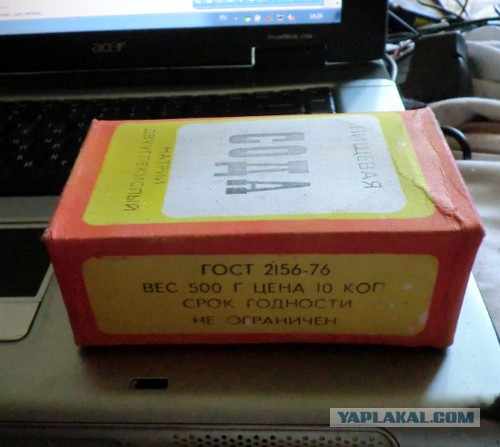 acer
ПИЩЕВАЯ
СОДА
НАТРИЙ
ДВУУГЛЕКИСЛЫЙ
ГОСТ 2156-76
ВЕС 500 Г ЦЕНА 10 КОП
СРОК ГОДНОСТИ
НЕ ОГРАНИЧЕН
YAPLAKAL.COM